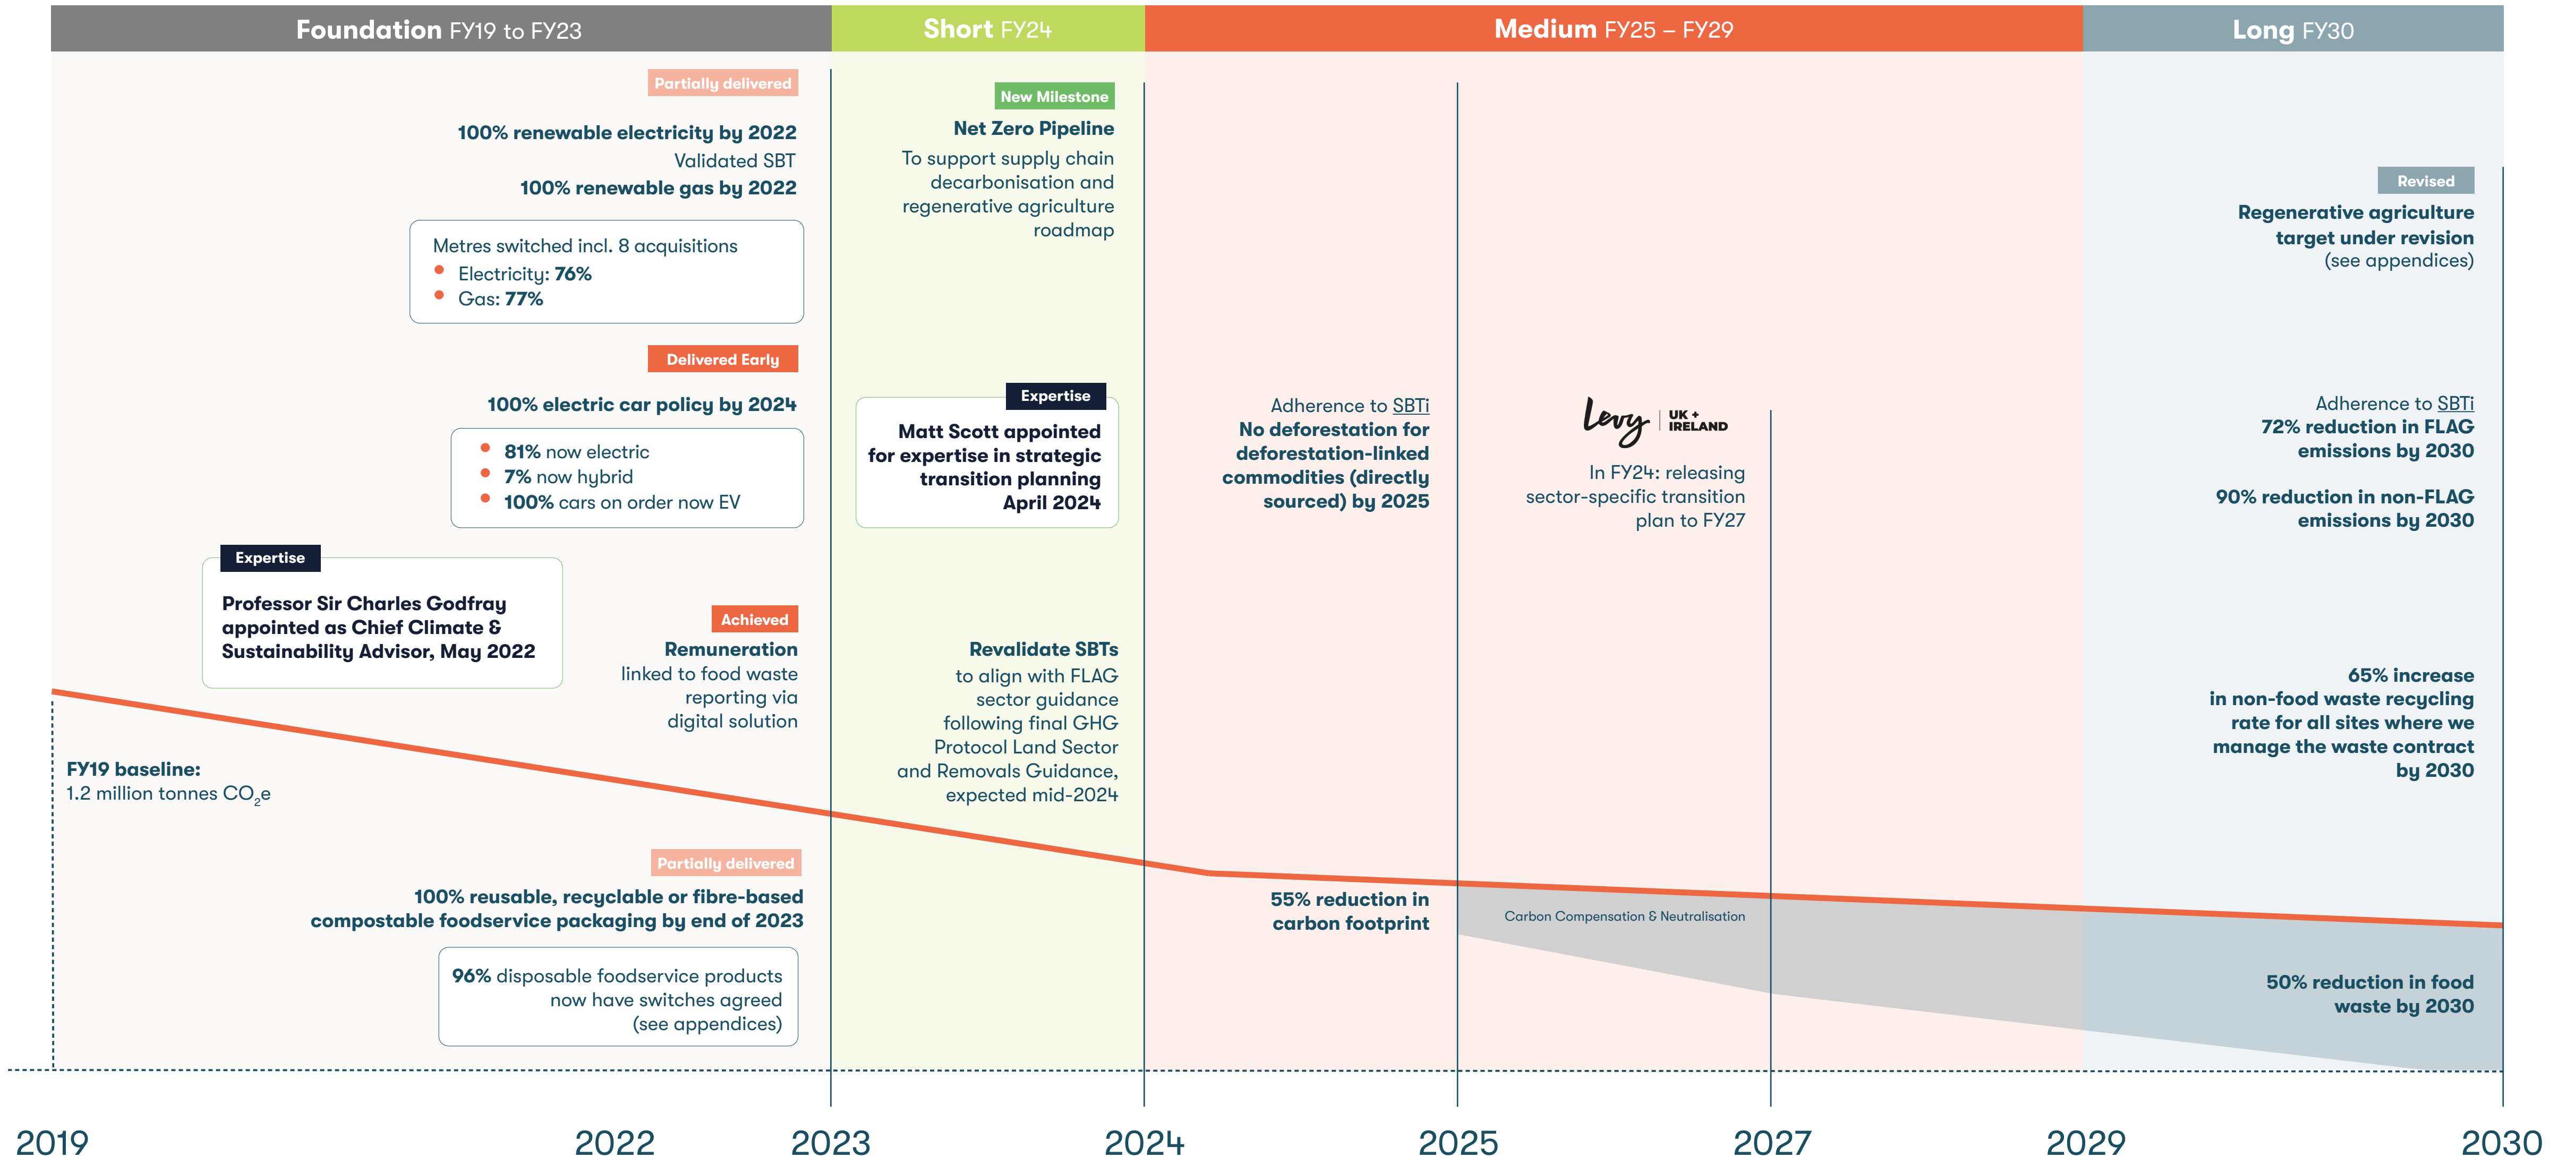 Foundation FY19 to FY23
Short FY24
Medium FY25 – FY29
Long FY30
Partially delivered
100% renewable electricity by 2022
Validated SBT
100% renewable gas by 2022
Metres switched incl. 8 acquisitions
• Electricity: 76%
• Gas: 77%
Delivered Early
100% electric car policy by 2024
• 81% now electric
• 7% now hybrid
• 100% cars on order now EV
Expertise
Professor Sir Charles Godfray
appointed as Chief Climate &
Sustainability Advisor, May 2022
Achieved
Remuneration
linked to food waste
reporting via
digital solution
FY19 baseline:
1.2 million tonnes CO₂e
Partially delivered
100% reusable, recyclable or fibre-based
compostable foodservice packaging by end of 2023
96% disposable foodservice products
now have switches agreed
(see appendices)
New Milestone
Net Zero Pipeline
To support supply chain
decarbonisation and
regenerative agriculture
roadmap
Expertise
Matt Scott appointed
for expertise in strategic
transition planning
April 2024
Revalidate SBTs
to align with FLAG
sector guidance
following final GHG
Protocol Land Sector
and Removals Guidance,
expected mid-2024
Adherence to SBTi
No deforestation for
deforestation-linked
commodities (directly
sourced) by 2025
55% reduction in
carbon footprint
Levy UK +
IRELAND
In FY24: releasing
sector-specific transition
plan to FY27
Carbon Compensation & Neutralisation
Revised
Regenerative agriculture
target under revision
(see appendices)
Adherence to SBTi
72% reduction in FLAG
emissions by 2030
90% reduction in non-FLAG
emissions by 2030
65% increase
in non-food waste recycling
rate for all sites where we
manage the waste contract
by 2030
50% reduction in food
waste by 2030
2019
2022
2023
2024
2025
2027
2029
2030